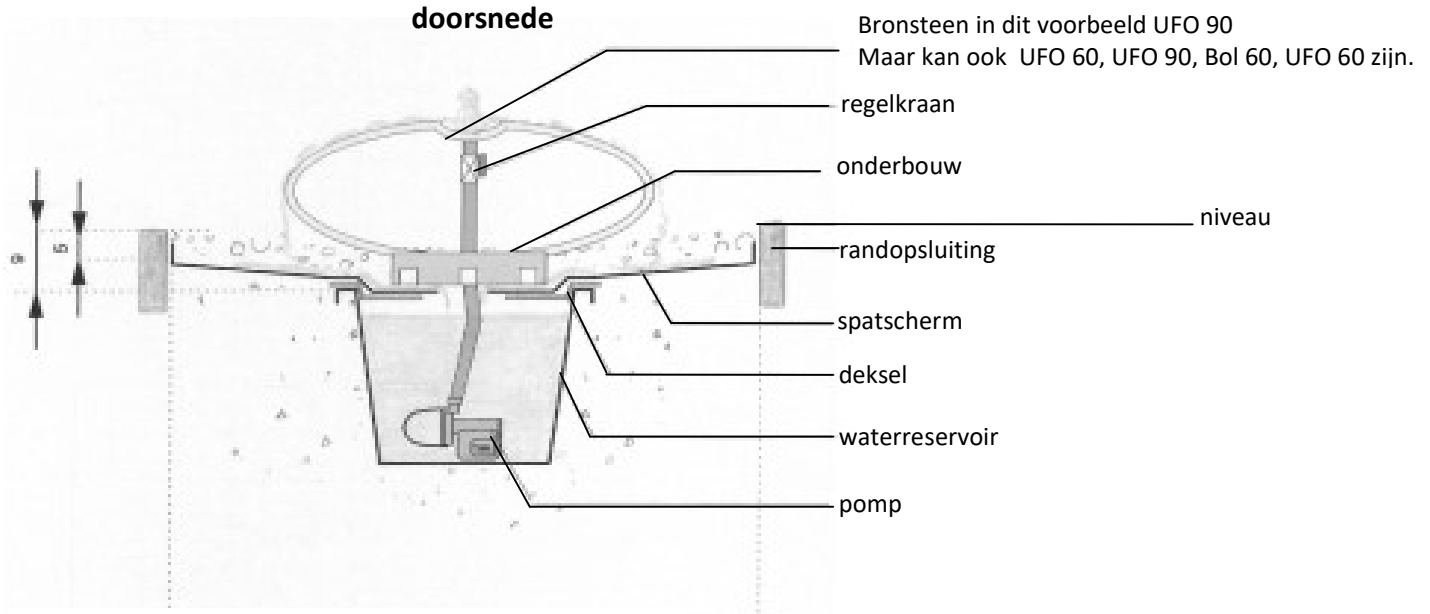 doorsnede
Bronsteen in dit voorbeeld UFO 90
Maar kan ook  UFO 60, UFO 90, Bol 60, UFO 60 zijn.
regelkraan
onderbouw
niveau
randopsluiting
spatscherm
deksel
waterreservoir
pomp
9
5